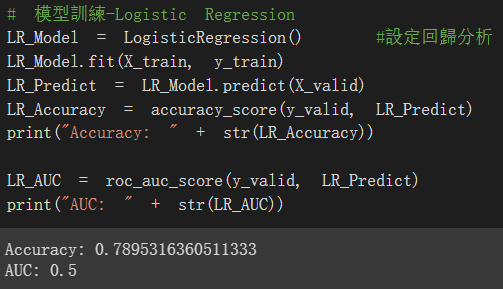 # 模型訓練-Logistic Regression
LR_Model = LogisticRegression() #設定回歸分析
LR_Model.fit(X_train, y_train)
LR_Predict = LR_Model.predict(X_valid)
LR_Accuracy = accuracy_score(y_valid, LR_Predict)
print("Accuracy: " + str(LR_Accuracy))
LR_AUC = roc_auc_score(y_valid, LR_Predict)
print("AUC: " + str(LR_AUC))
Accuracy: 0.7895316360511333
AUC: 0.5